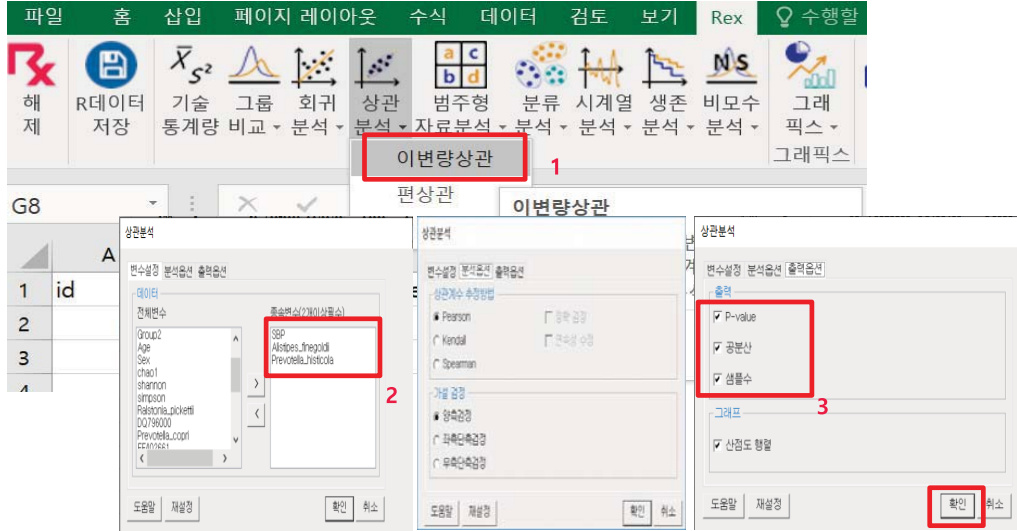 파일 홈 삽입 페이지 레이아웃 수식 데이터 검토 보기 Rex 수행할
해제 R데이터 저장 기술통계량 그룹 비교 회귀 분석 상관 분석 범주형 자료분석 분류 분석 시계열 분석 생존 분석 비모수 분석 그래픽스
그래픽스
이변량상관 1
편상관
이변량상관
G8
A
1 id
2
3
4
상관분석
변수설정 분석옵션 출력옵션
데이터
전체변수
Group2
Age
Sex
chao1
shannon
simpson
Ralstonia_picketti
DQ796000
Prevotella_copri
종속변수(2개이상필수)
SBP
Alistipes_finegoldii
Prevotella_histicola
2
도움말 재설정 확인 취소
상관분석
변수설정 분석옵션 출력옵션
상관계수 추정방법
Pearson
Kendall
Spearman
정확 검정
연속성 수정
가설 검정
양측검정
좌측단측검정
우측단측검정
도움말 재설정 확인 취소
상관분석
변수설정 분석옵션 출력옵션
출력
P-value
공분산
샘플수
3
그래프
산점도 행렬
도움말 재설정 확인 취소